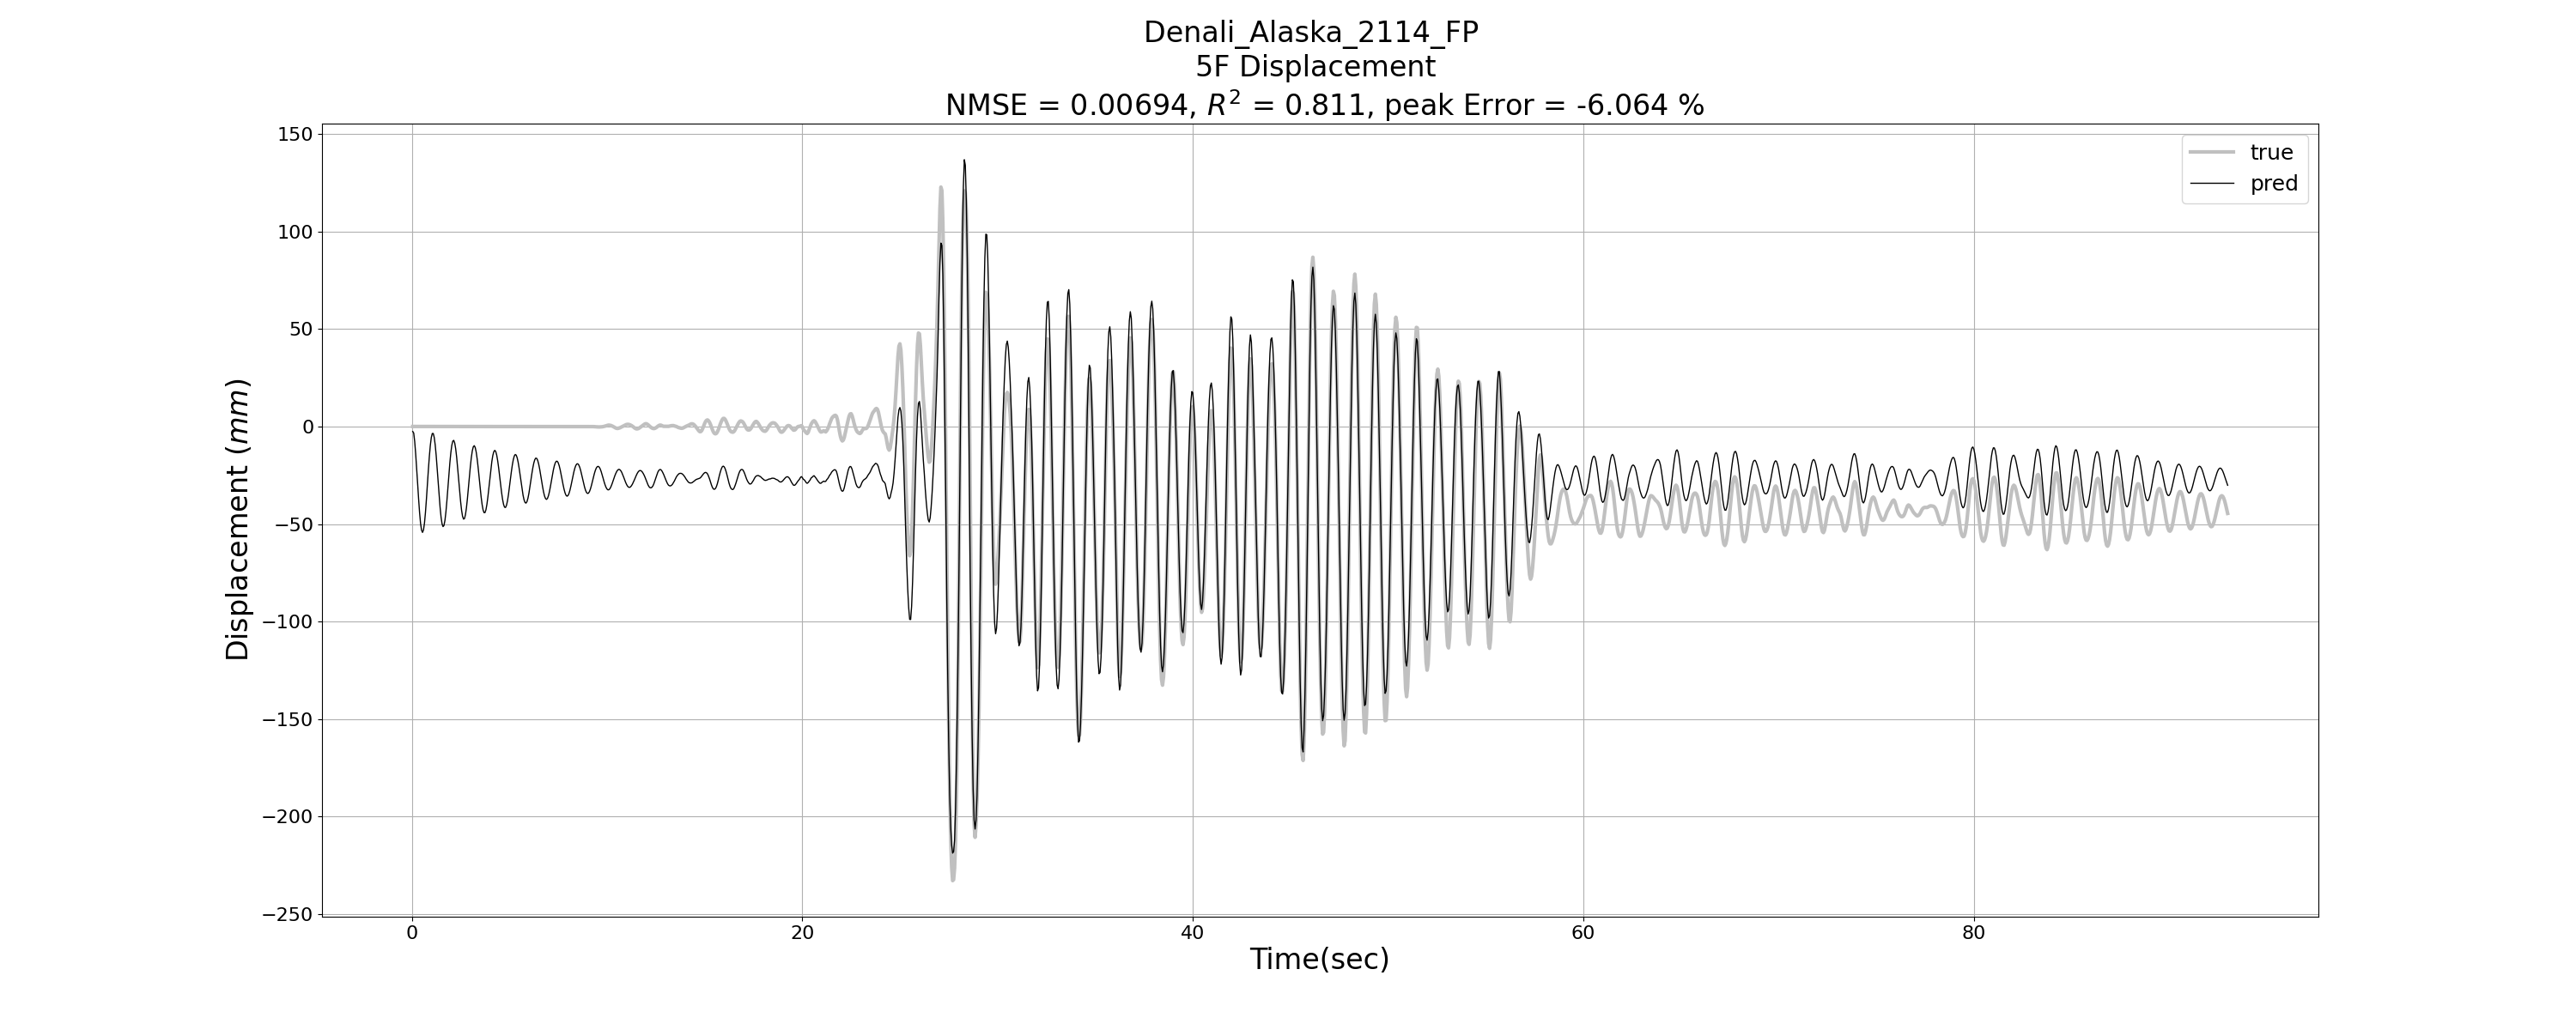 Denali_Alaska_2114_FP
5F Displacement
NMSE = 0.00694, R² = 0.811, peak Error = -6.064 %
true
pred
150
100
50
0
−50
−100
−150
−200
−250
Displacement (mm)
0 20 40 60 80
Time(sec)